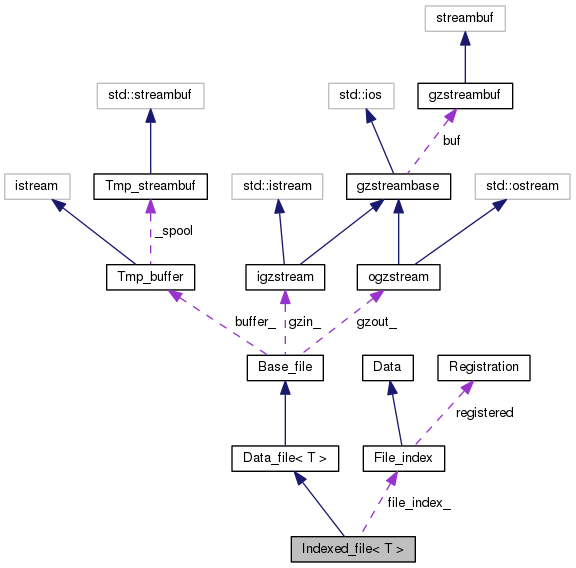 streambuf
std::streambuf
std::ios
gzstreambuf
buf
istream
Tmp_streambuf
std::istream
gzstreambase
std::ostream
_spool
Tmp_buffer
igzstream
ogzstream
buffer_
gzin_
gzout_
Base_file
Data
Registration
registered
Data_file< T >
File_index
file_index_
Indexed_file< T >